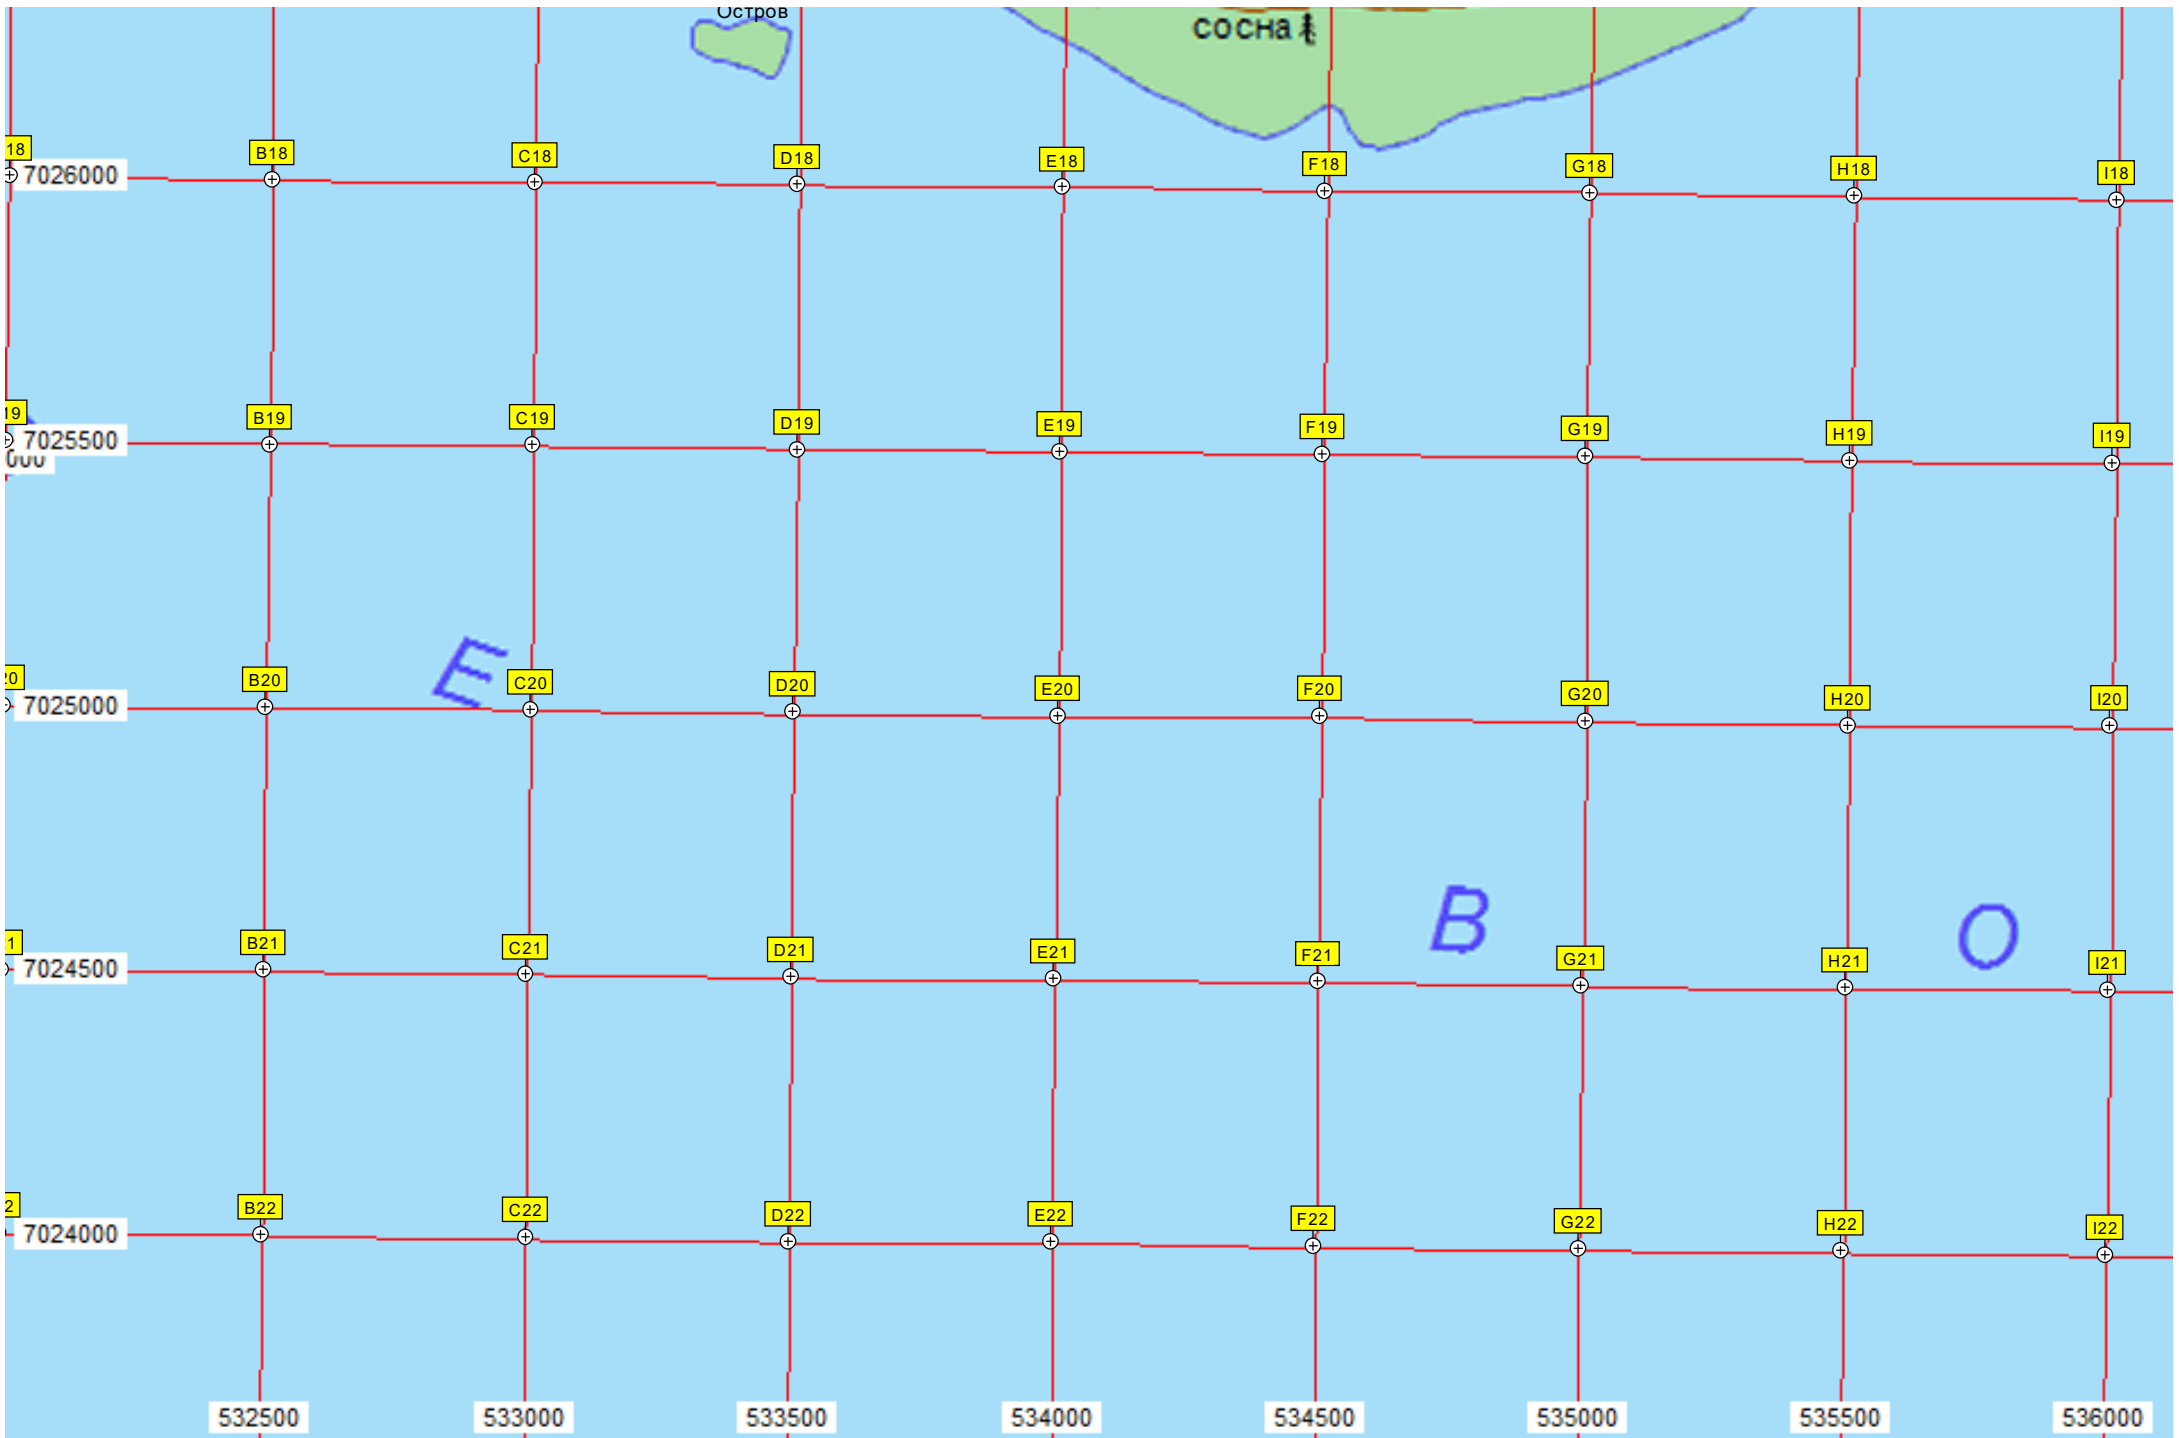 Остров
сосна
18 B18 C18 D18 E18 F18 G18 H18 I18
7026000
19 B19 C19 D19 E19 F19 G19 H19 I19
7025500
E
20 B20 C20 D20 E20 F20 G20 H20 I20
7025000
B O
1 B21 C21 D21 E21 F21 G21 H21 I21
7024500
2 B22 C22 D22 E22 F22 G22 H22 I22
7024000
532500 533000 533500 534000 534500 535000 535500 536000